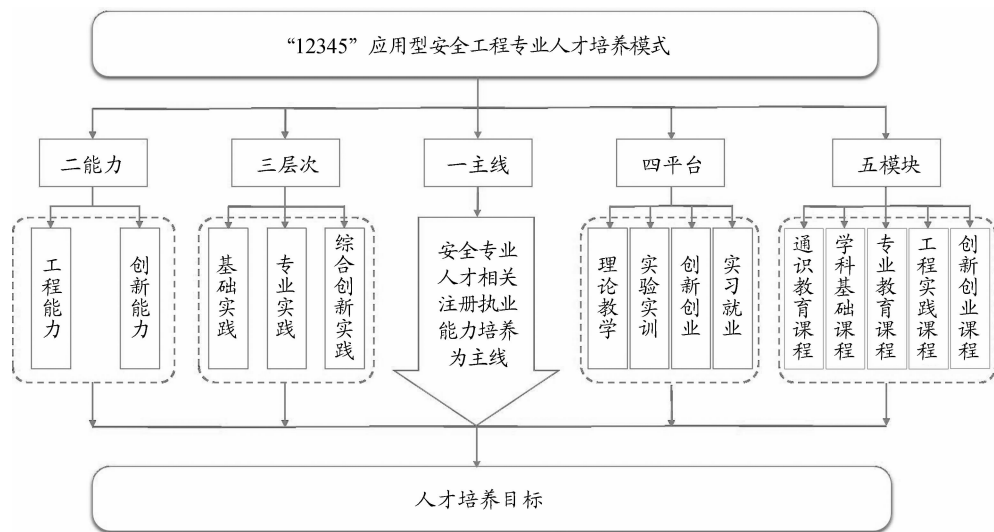 “12345”应用型安全工程专业人才培养模式
二能力
三层次
一主线
四平台
五模块
工程能力
创新能力
基础实践
专业实践
综合创新实践
安全专业
人才相关
注册执业
能力培养
为主线
理论教学
实验实训
创新创业
实习就业
通识教育课程
学科基础课程
专业教育课程
工程实践课程
创新创业课程
人才培养目标